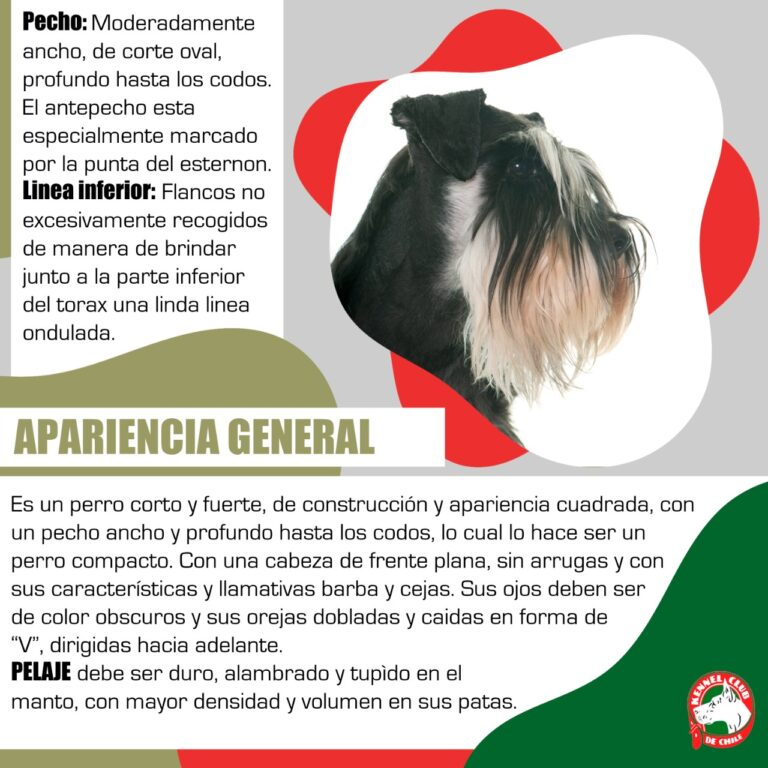 Pecho: Moderadamente
ancho, de corte oval,
profundo hasta los codos.
El antepecho esta
especialmente marcado
por la punta del esternon.
Linea inferior: Flancos no
excesivamente recogidos
de manera de brindar
junto a la parte inferior
del torax una linda linea
ondulada.
APARIENCIA GENERAL
Es un perro corto y fuerte, de construcción y apariencia cuadrada, con
un pecho ancho y profundo hasta los codos, lo cual lo hace ser un
perro compacto. Con una cabeza de frente plana, sin arrugas y con
sus características y llamativas barba y cejas. Sus ojos deben ser
de color obscuros y sus orejas dobladas y caidas en forma de
“V”, dirigidas hacia adelante.
PELAJE debe ser duro, alambrado y tupìdo en el
manto, con mayor densidad y volumen en sus patas.
KENNEL CLUB
DE CHILE